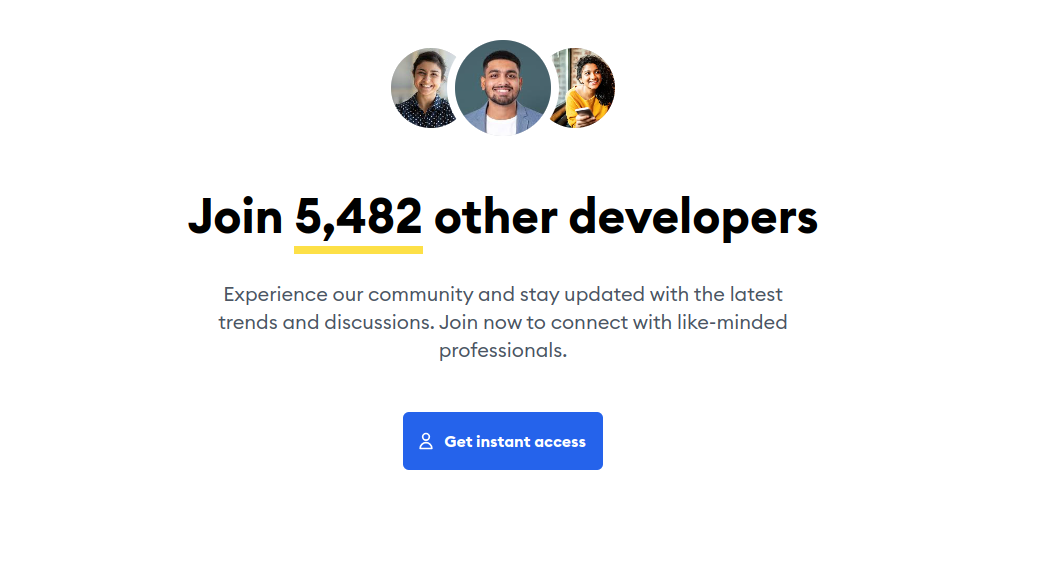 Join 5,482 other developers
Experience our community and stay updated with the latest
trends and discussions. Join now to connect with like-minded
professionals.
Get instant access